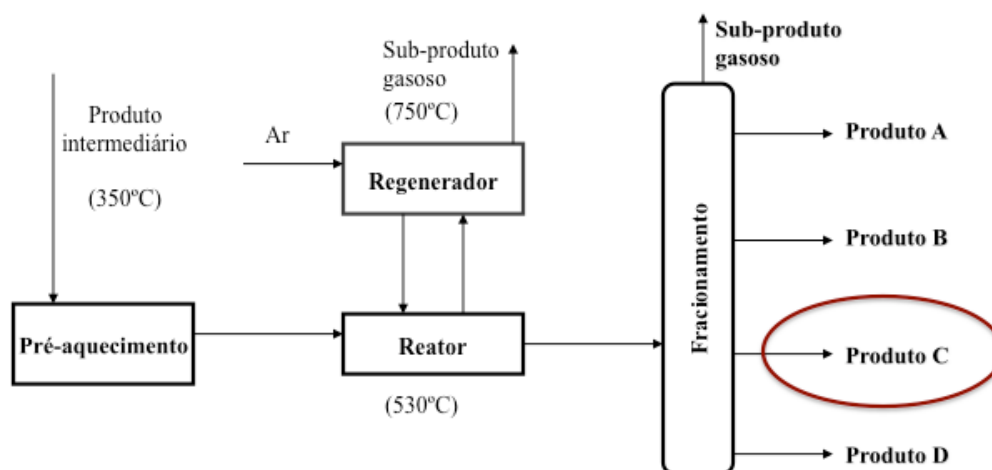 Produto
intermediário
(350ºC)
Ar
Sub-produto
gasoso
(750ºC)
Regenerador
Pré-aquecimento
Reator
(530ºC)
Fracionamento
Sub-produto
gasoso
Produto A
Produto B
Produto C
Produto D